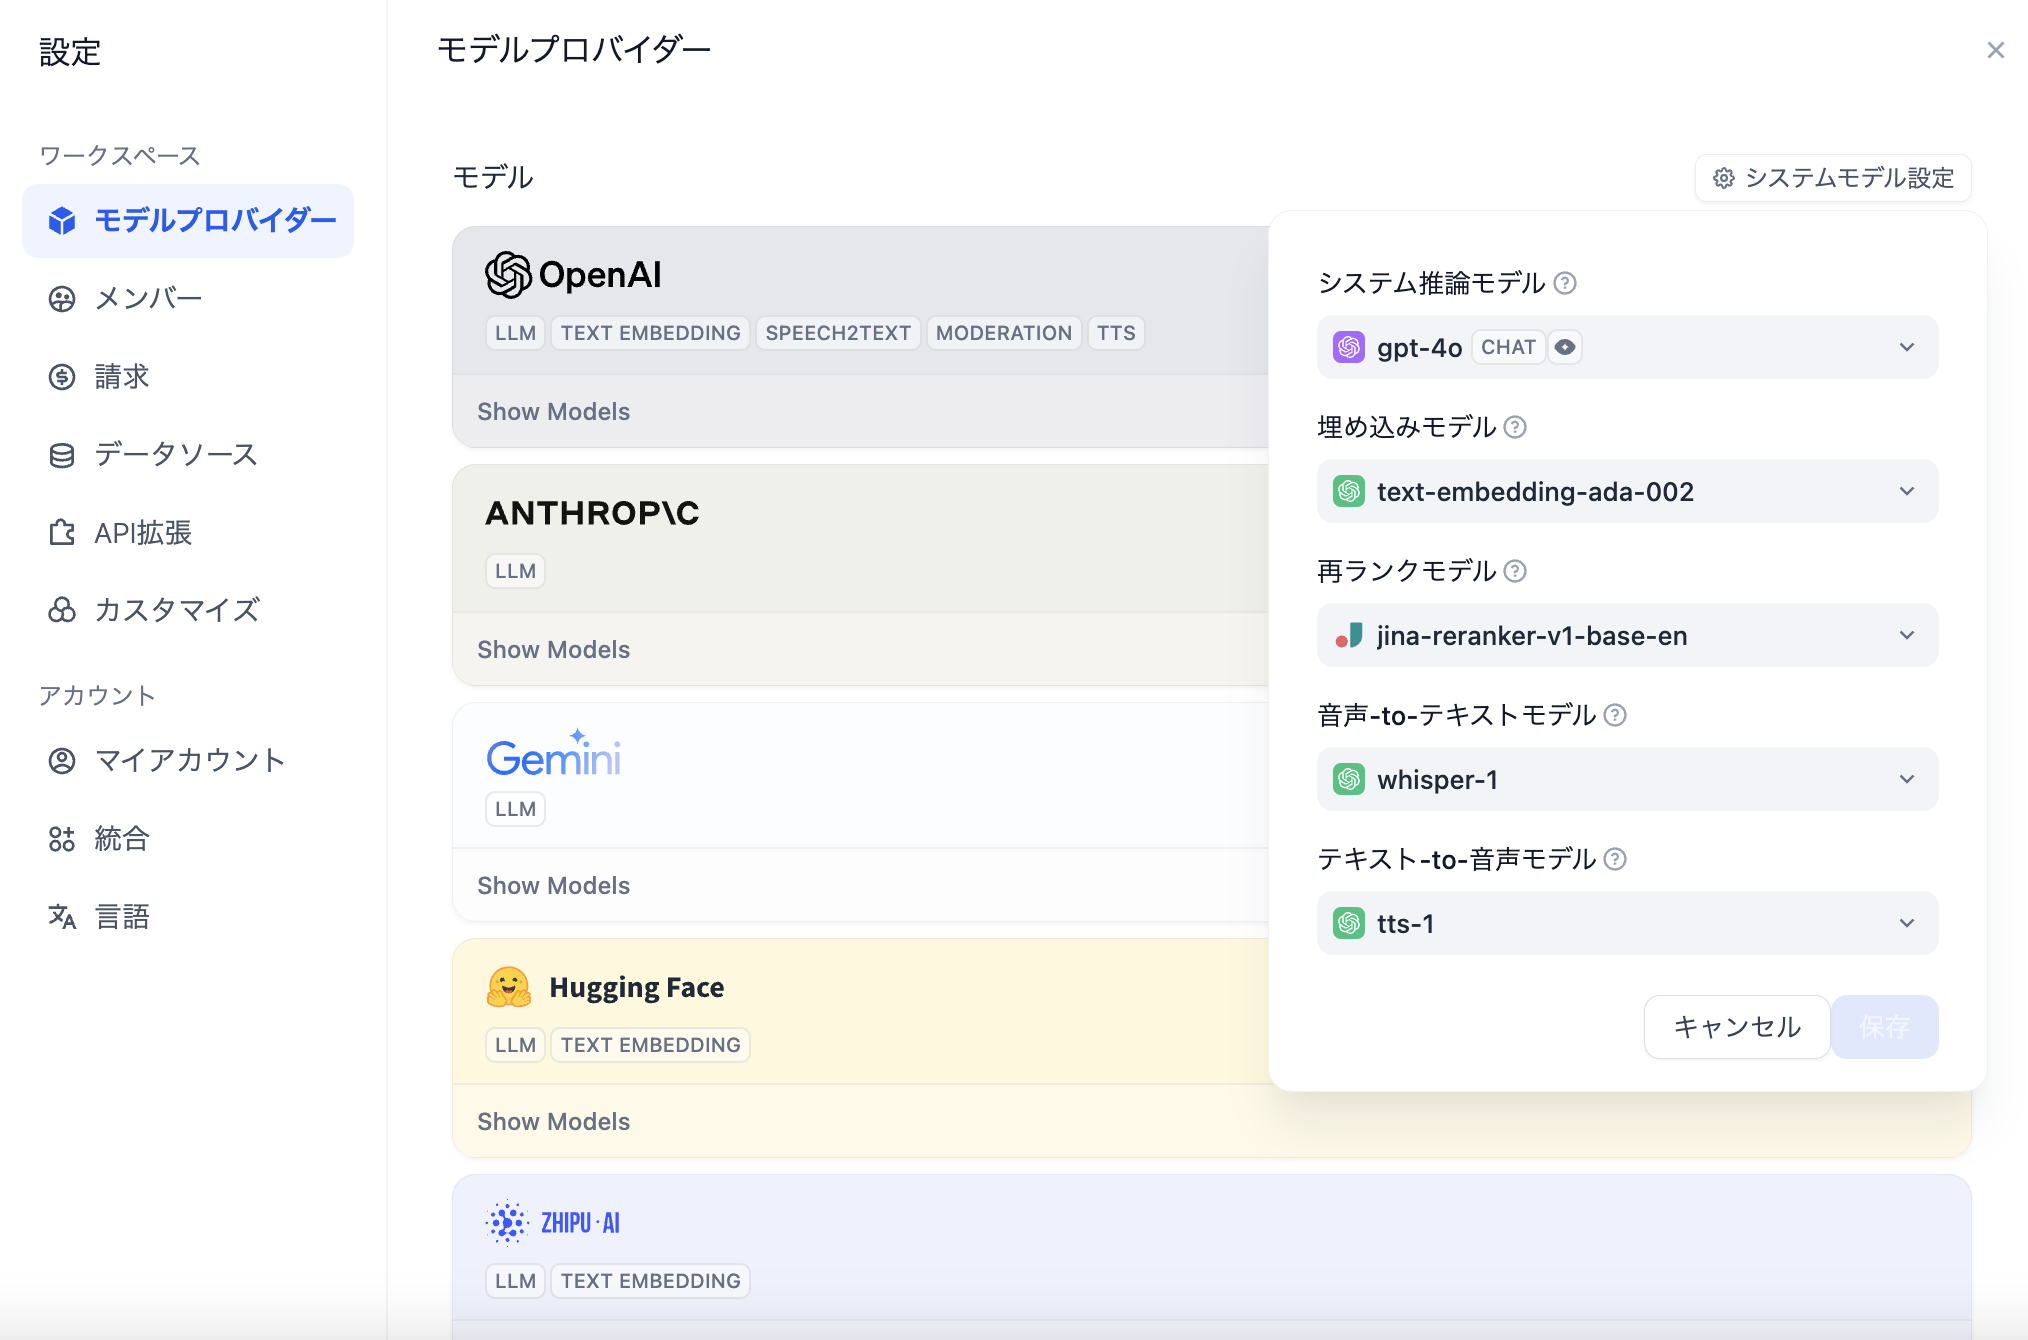 設定
ワークスペース
モデルプロバイダー
メンバー
請求
データソース
API拡張
カスタマイズ
アカウント
マイアカウント
統合
言語
モデルプロバイダー
モデル
システムモデル設定
OpenAI
LLM TEXT EMBEDDING SPEECH2TEXT MODERATION TTS
Show Models
ANTHROP\C
LLM
Show Models
Gemini
LLM
Show Models
Hugging Face
LLM TEXT EMBEDDING
Show Models
ZHIPU·AI
LLM TEXT EMBEDDING
システム推論モデル
gpt-4o CHAT
埋め込みモデル
text-embedding-ada-002
再ランクモデル
jina-reranker-v1-base-en
音声-to-テキストモデル
whisper-1
テキスト-to-音声モデル
tts-1
キャンセル 保存